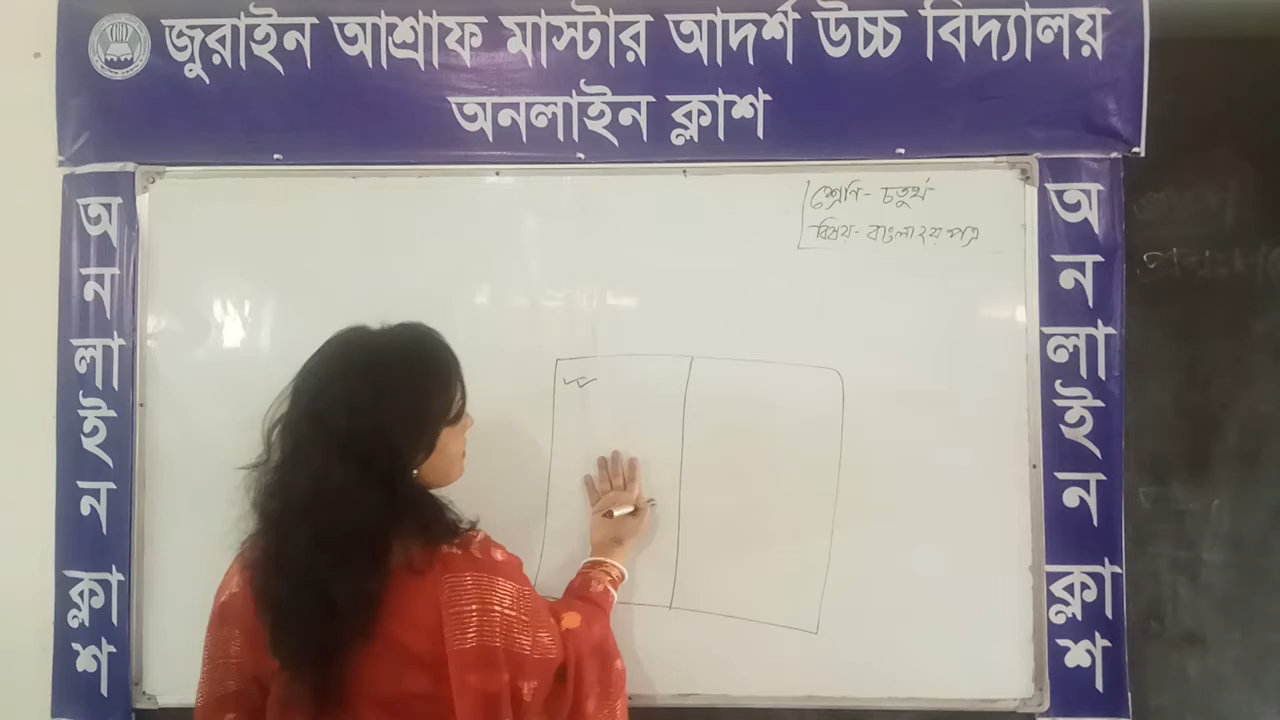 জুরাইন আশ্রাফ মাস্টার আদর্শ উচ্চ বিদ্যালয়
অনলাইন ক্লাশ
অনলাইন ক্লাশ
শ্রেণি - চতুর্থ
বিষয় - বাংলা ২য় পত্র
অনলাইন ক্লাশ